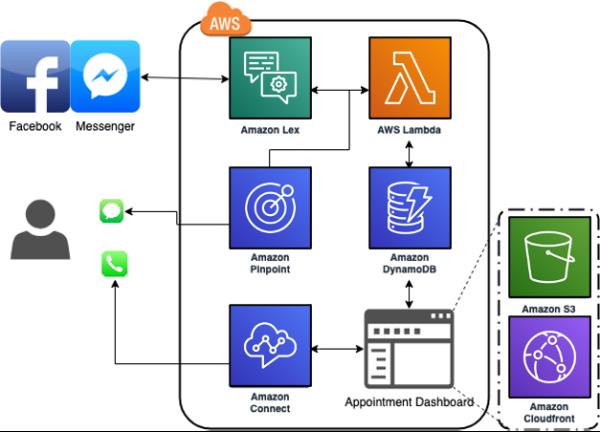 AWS
Facebook
Messenger
Amazon Lex
AWS Lambda
Amazon
Pinpoint
Amazon
DynamoDB
Amazon S3
Amazon
Connect
Appointment Dashboard
Amazon
Cloudfront